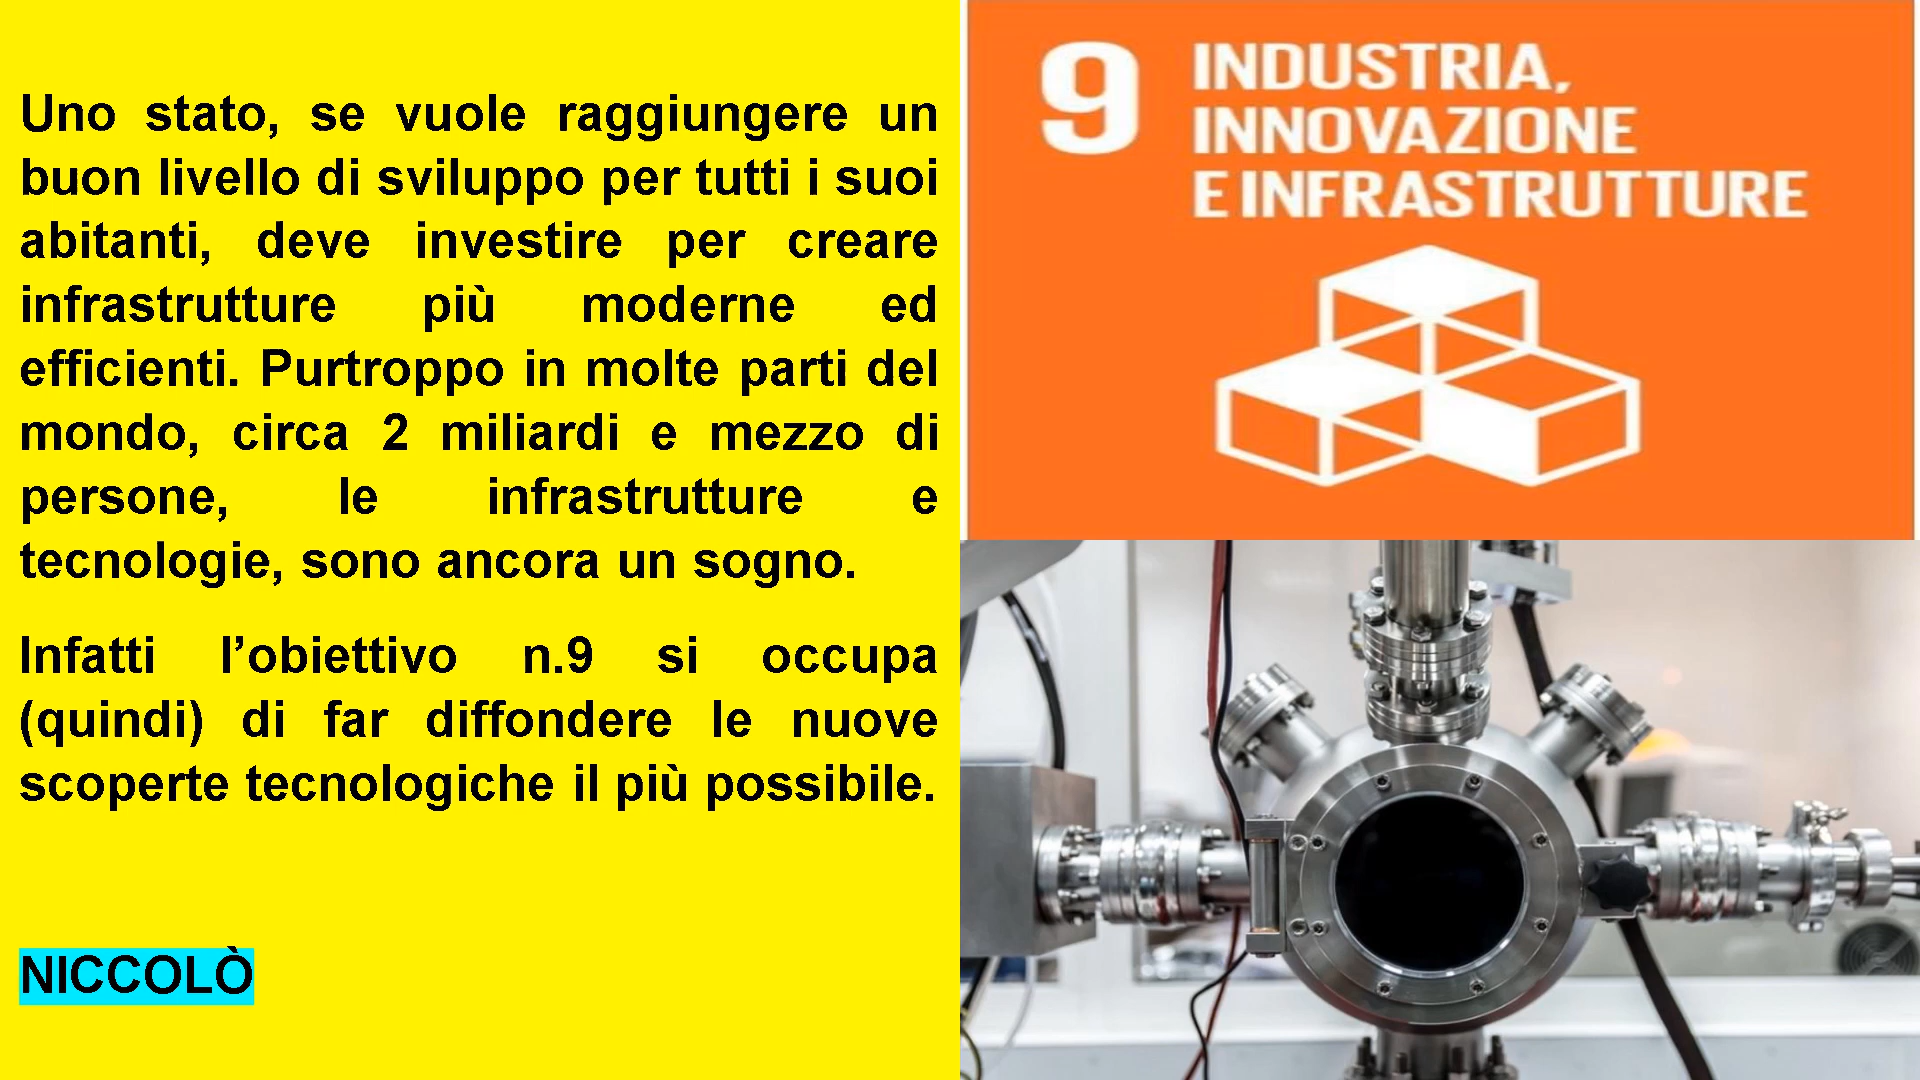 Uno stato, se vuole raggiungere un
buon livello di sviluppo per tutti i suoi
abitanti, deve investire per creare
infrastrutture più moderne ed
efficienti. Purtroppo in molte parti del
mondo, circa 2 miliardi e mezzo di
persone, le infrastrutture e
tecnologie, sono ancora un sogno.
Infatti l’obiettivo n.9 si occupa
(quindi) di far diffondere le nuove
scoperte tecnologiche il più possibile.
NICCOLÒ
9 INDUSTRIA,
INNOVAZIONE
E INFRASTRUTTURE